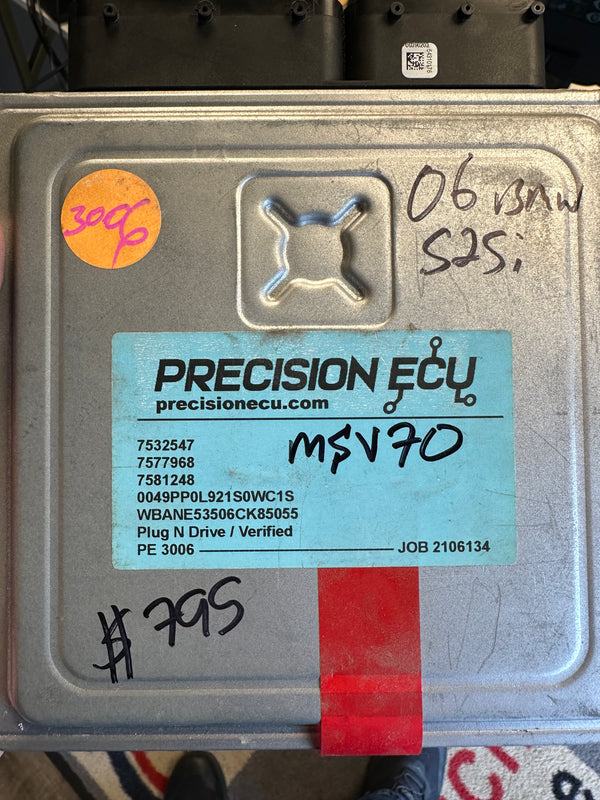 06 BMW
525i
3006
PRECISION ECU
precisionecu.com
7532547
7577968
7581248
0049PP0L921S0WC1S
WBANE53506CK85055
Plug N Drive / Verified
PE 3006 JOB 2106134
MSV70
#795